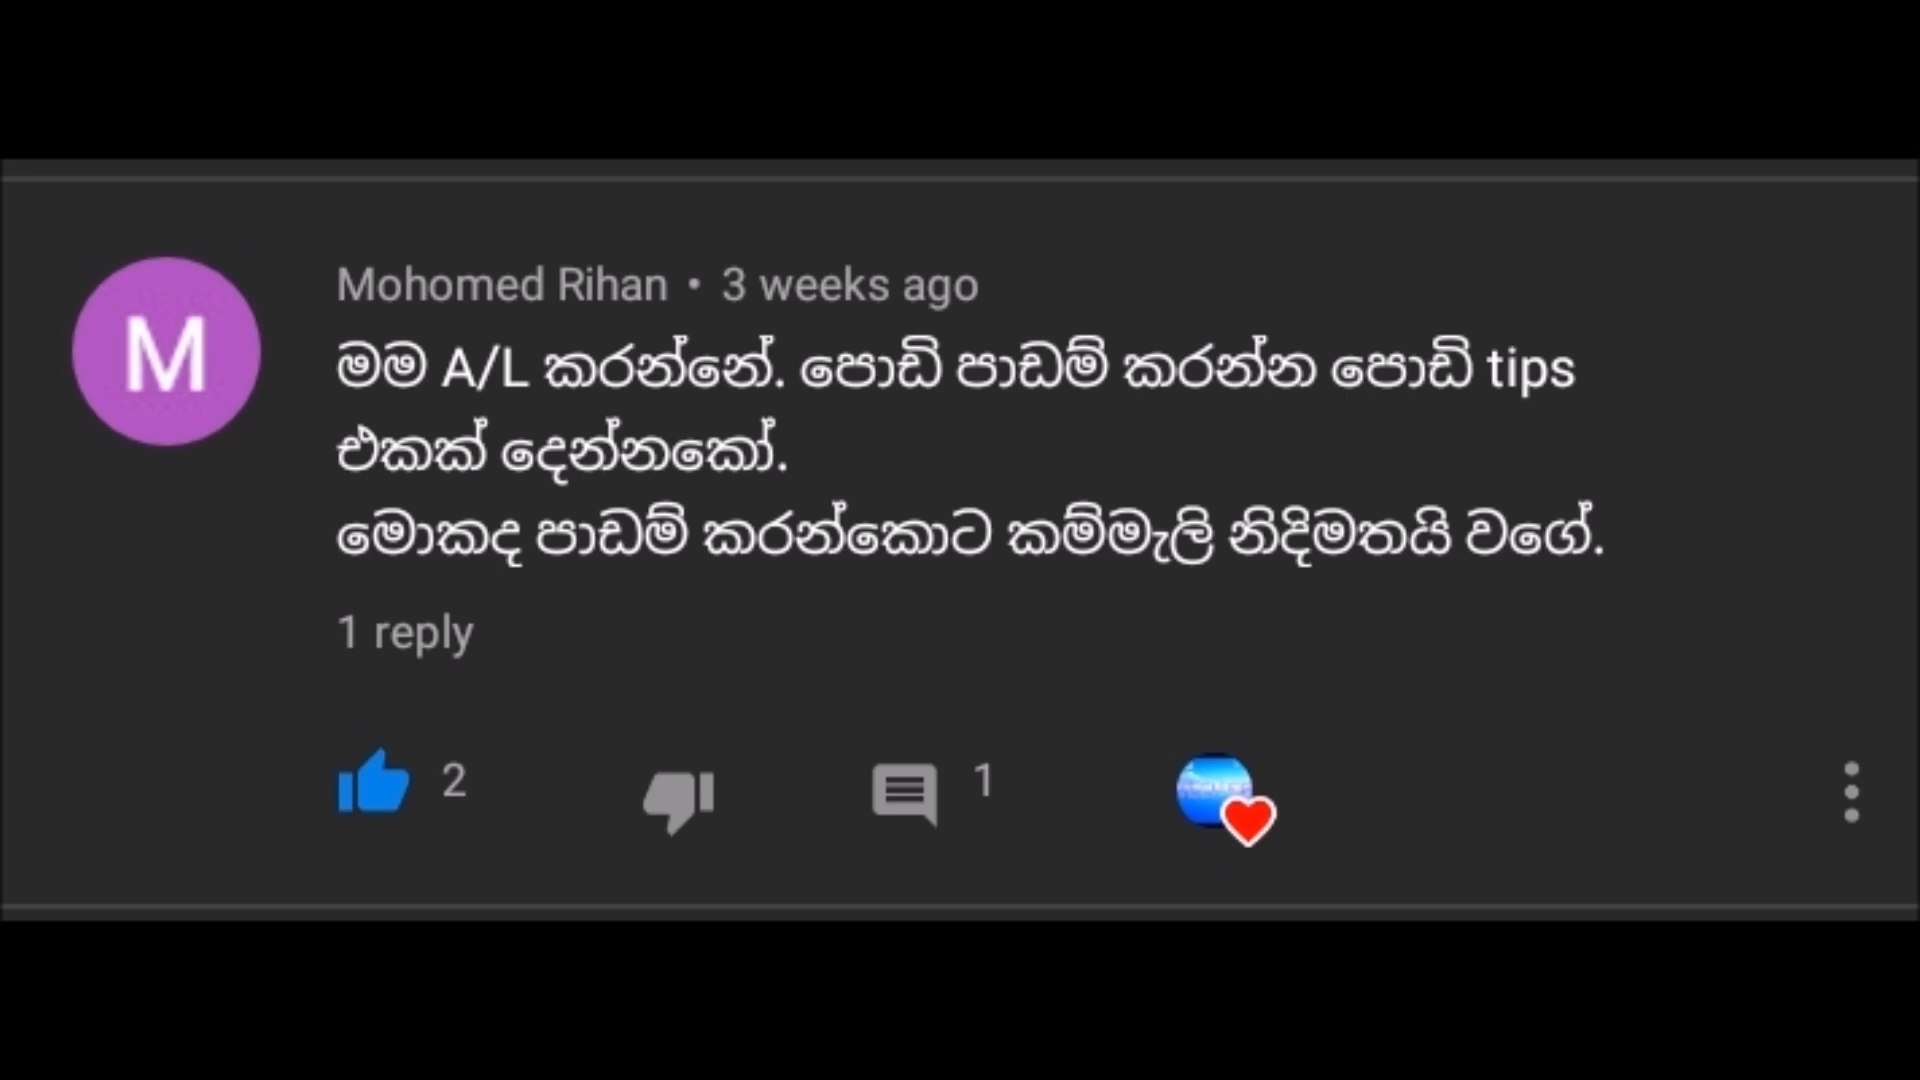 M
Mohomed Rihan • 3 weeks ago
මම A/L කරන්නේ. පොඩි පාඩම් කරන්න පොඩි tips
එකක් දෙන්නකෝ.
මොකද පාඩම් කරන්කොට කම්මැලි නිදිමතයි වගේ.
1 reply
2 1